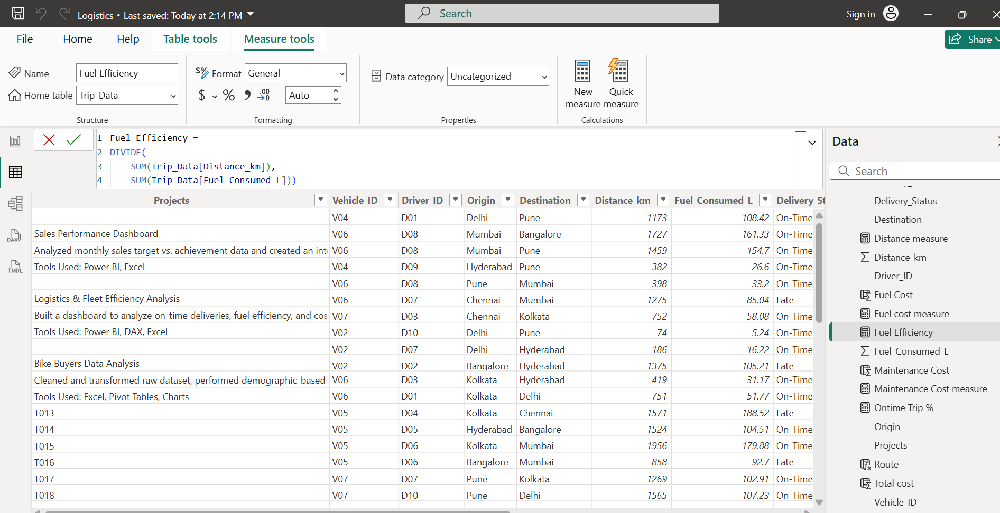 Logistics • Last saved: Today at 2:14 PM
Search
Sign in
File Home Help Table tools Measure tools
Share
Name Fuel Efficiency
Home table Trip_Data
Structure
$% Format General
$ % , .00 →.0 Auto
Formatting
Data category Uncategorized
Properties
New measure
Quick measure
Calculations
DAX
TMDL
1 Fuel Efficiency =
2 DIVIDE(
3 SUM(Trip_Data[Distance_km]),
4 SUM(Trip_Data[Fuel_Consumed_L]))
Projects Vehicle_ID Driver_ID Origin Destination Distance_km Fuel_Consumed_L Delivery_St
V04 D01 Delhi Pune 1173 108.42 On-Time
Sales Performance Dashboard V06 D08 Mumbai Bangalore 1727 161.33 On-Time
Analyzed monthly sales target vs. achievement data and created an int V06 D08 Mumbai Pune 1459 154.7 On-Time
Tools Used: Power BI, Excel V04 D09 Hyderabad Pune 382 26.6 On-Time
V06 D08 Pune Mumbai 398 33.2 On-Time
Logistics & Fleet Efficiency Analysis V06 D07 Chennai Mumbai 1275 85.04 Late
Built a dashboard to analyze on-time deliveries, fuel efficiency, and cos V07 D03 Chennai Kolkata 752 58.08 On-Time
Tools Used: Power BI, DAX, Excel V02 D10 Delhi Pune 74 5.24 On-Time
V02 D07 Delhi Hyderabad 186 16.22 On-Time
Bike Buyers Data Analysis V02 D02 Bangalore Hyderabad 1375 105.21 Late
Cleaned and transformed raw dataset, performed demographic-based V06 D03 Kolkata Hyderabad 419 31.17 On-Time
Tools Used: Excel, Pivot Tables, Charts V06 D01 Kolkata Delhi 751 51.77 On-Time
T013 V05 D04 Kolkata Chennai 1571 188.52 Late
T014 V05 D05 Hyderabad Bangalore 1524 104.51 On-Time
T015 V05 D06 Kolkata Mumbai 1956 179.88 On-Time
T016 V05 D06 Bangalore Mumbai 858 92.7 Late
T017 V07 D07 Pune Kolkata 1269 102.91 On-Time
T018 V07 D10 Pune Delhi 1565 107.23 On-Time
Data
Search
Delivery_Status
Destination
Distance measure
Distance_km
Driver_ID
Fuel Cost
Fuel cost measure
Fuel Efficiency
Fuel_Consumed_L
Maintenance Cost
Maintenance Cost measure
Ontime Trip %
Origin
Projects
Route
Total cost
Vehicle_ID